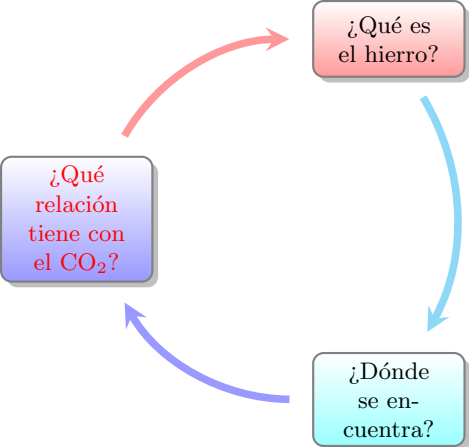 ¿Qué es
el hierro?
¿Qué
relación
tiene con
el CO₂?
¿Dónde
se en-
cuentra?